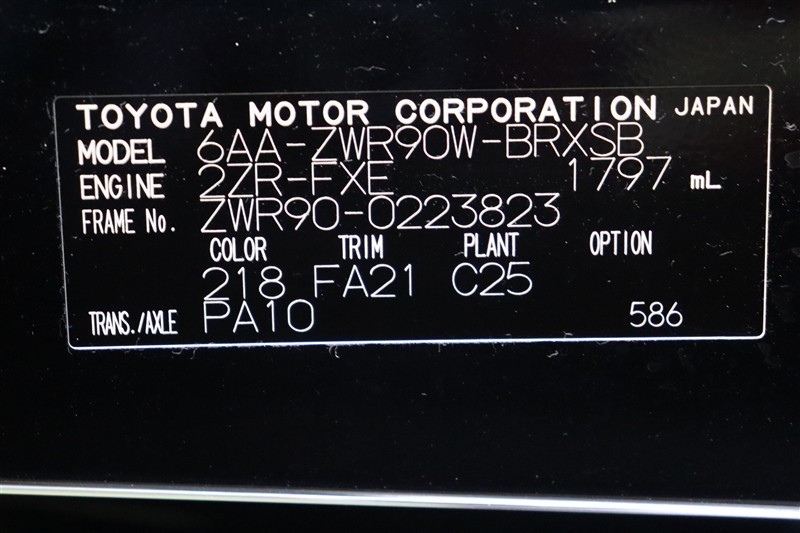 TOYOTA MOTOR CORPORATION JAPAN
MODEL 6AA-ZWR90W-BRXSB
ENGINE 2ZR-FXE 1797 mL
FRAME No. ZWR90-0223823
COLOR TRIM PLANT OPTION
218 FA21 C25
TRANS./AXLE PA10 586